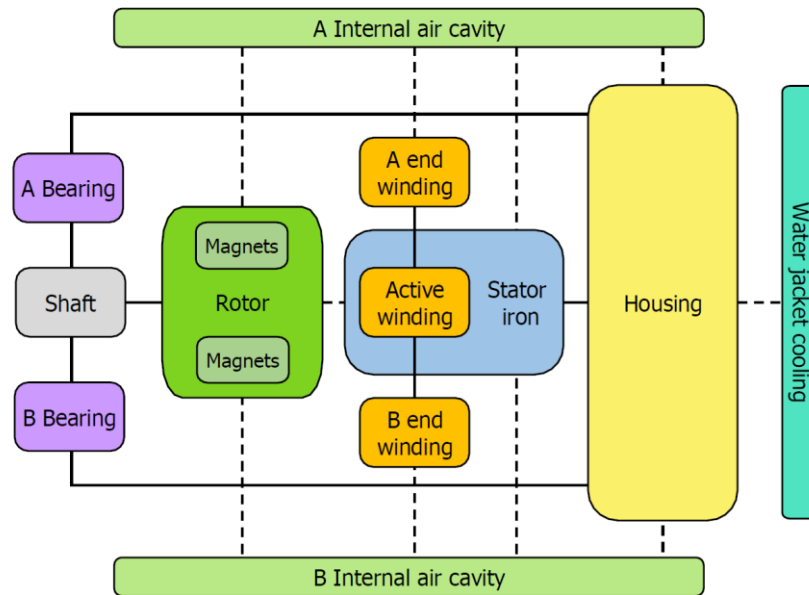 A Internal air cavity
A Bearing
A end
winding
Magnets
Shaft
Rotor
Active
winding
Stator
iron
Housing
Water jacket cooling
Magnets
B Bearing
B end
winding
B Internal air cavity